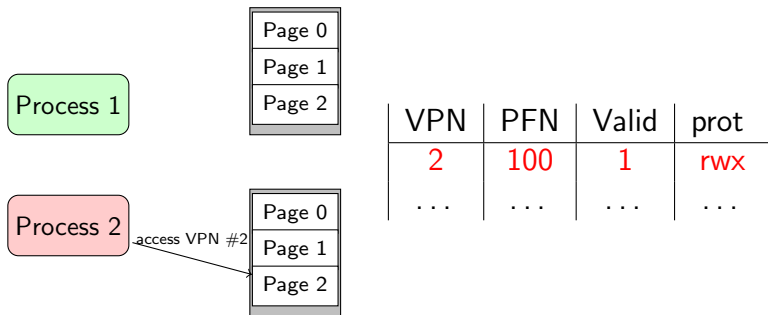 Page 0
Page 1
Page 2
Process 1
Process 2
access VPN #2
Page 0
Page 1
Page 2
VPN PFN Valid prot
2 100 1 rwx
... ... ... ...